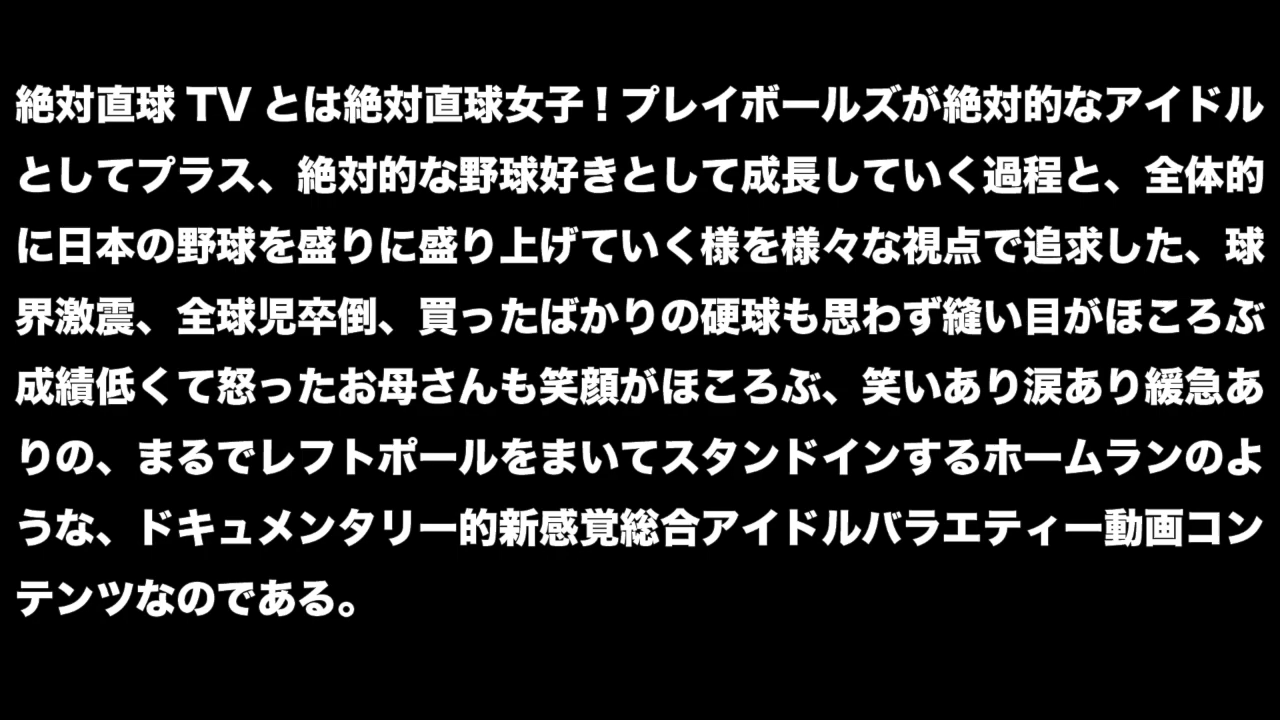 絶対直球 TV とは絶対直球女子！プレイボールズが絶対的なアイドル
としてプラス、絶対的な野球好きとして成長していく過程と、全体的
に日本の野球を盛りに盛り上げていく様を様々な視点で追求した、球
界激震、全球児卒倒、買ったばかりの硬球も思わず縫い目がほころぶ
成績低くて怒ったお母さんも笑顔がほころぶ、笑いあり涙あり緩急あ
りの、まるでレフトポールをまいてスタンドインするホームランのよ
うな、ドキュメンタリー的新感覚総合アイドルバラエティー動画コン
テンツなのである。